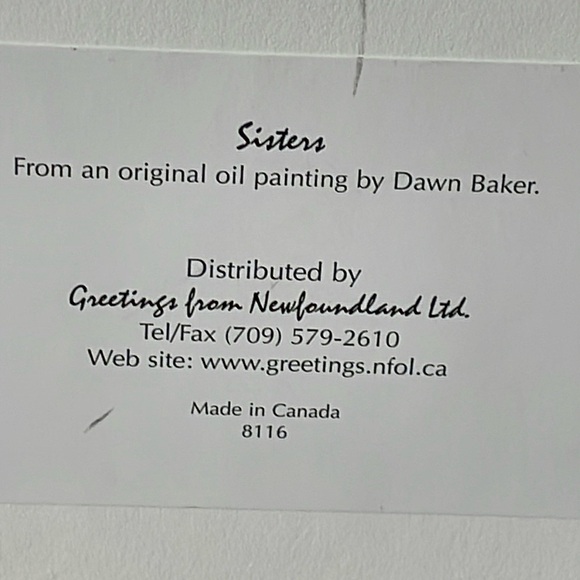 Sisters
From an original oil painting by Dawn Baker.
Distributed by
Greetings from Newfoundland Ltd.
Tel/Fax (709) 579-2610
Web site: www.greetings.nfol.ca
Made in Canada
8116